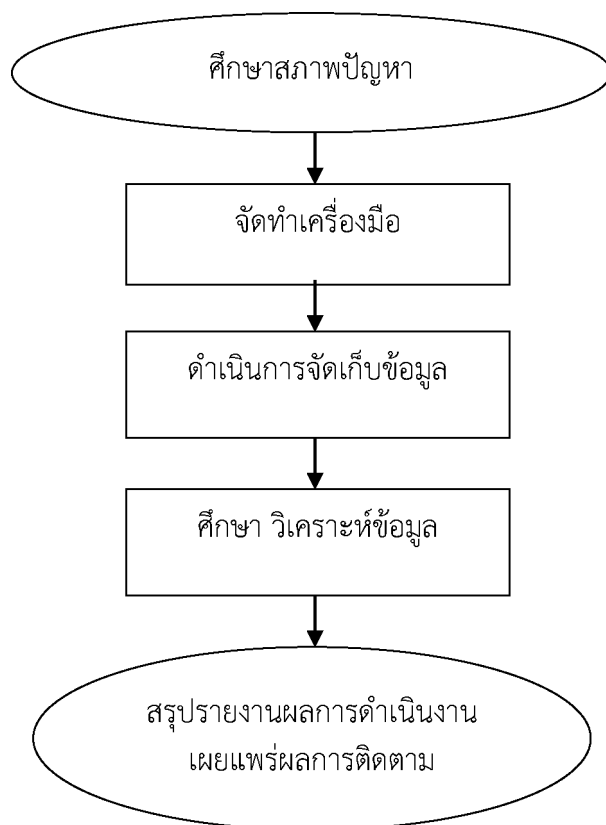 ศึกษาสภาพปัญหา
จัดทำเครื่องมือ
ดำเนินการจัดเก็บข้อมูล
ศึกษา วิเคราะห์ข้อมูล
สรุปรายงานผลการดำเนินงาน
เผยแพร่ผลการติดตาม